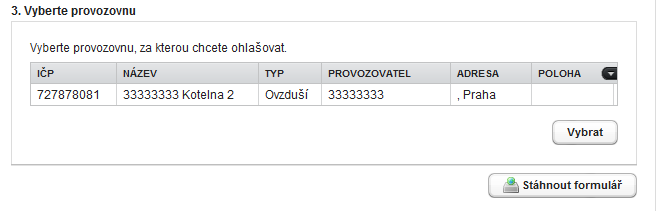 3. Vyberte provozovnu
Vyberte provozovnu, za kterou chcete ohlašovat.
IČP NÁZEV TYP PROVOZOVATEL ADRESA POLOHA
727878081 33333333 Kotelna 2 Ovzduší 33333333 , Praha
Vybrat
Stáhnout formulář